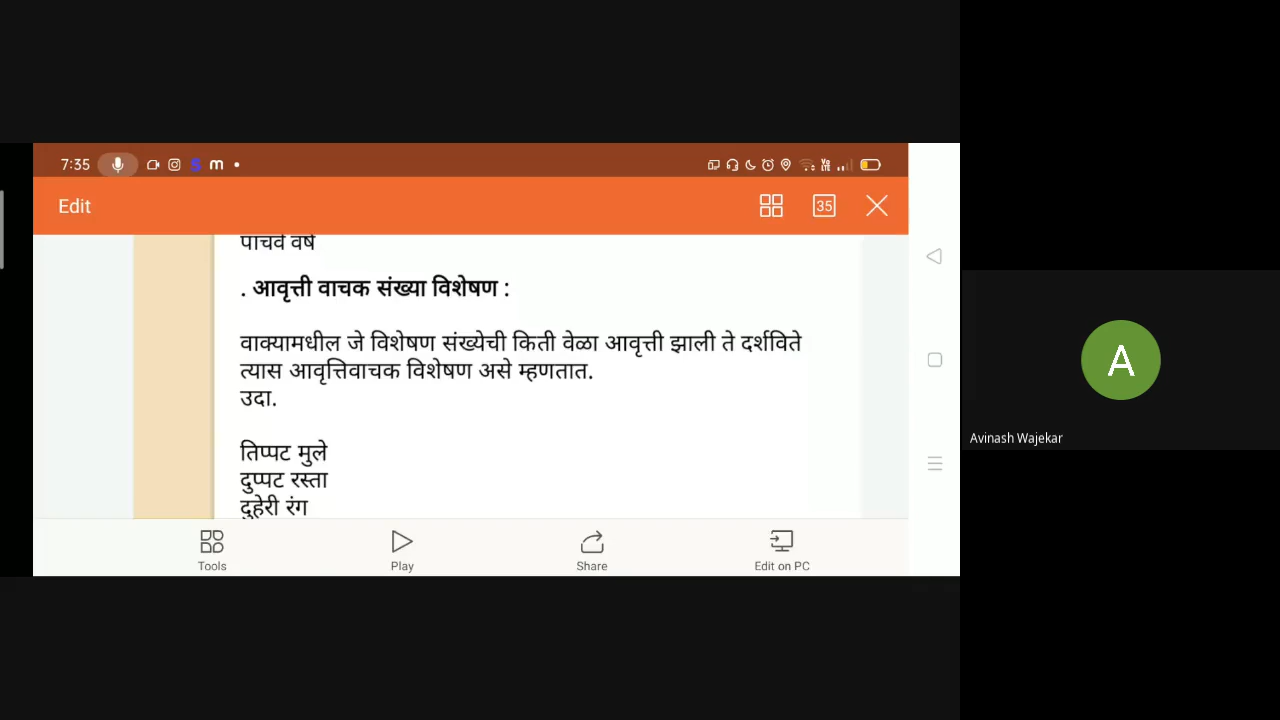 7:35
Edit
35
पाचवे वर्ष
. आवृत्ती वाचक संख्या विशेषण :
वाक्यामधील जे विशेषण संख्येची किती वेळा आवृत्ती झाली ते दर्शविते
त्यास आवृत्तिवाचक विशेषण असे म्हणतात.
उदा.
तिप्पट मुले
दुप्पट रस्ता
दुहेरी रंग
Tools Play Share Edit on PC
A
Avinash Wajekar